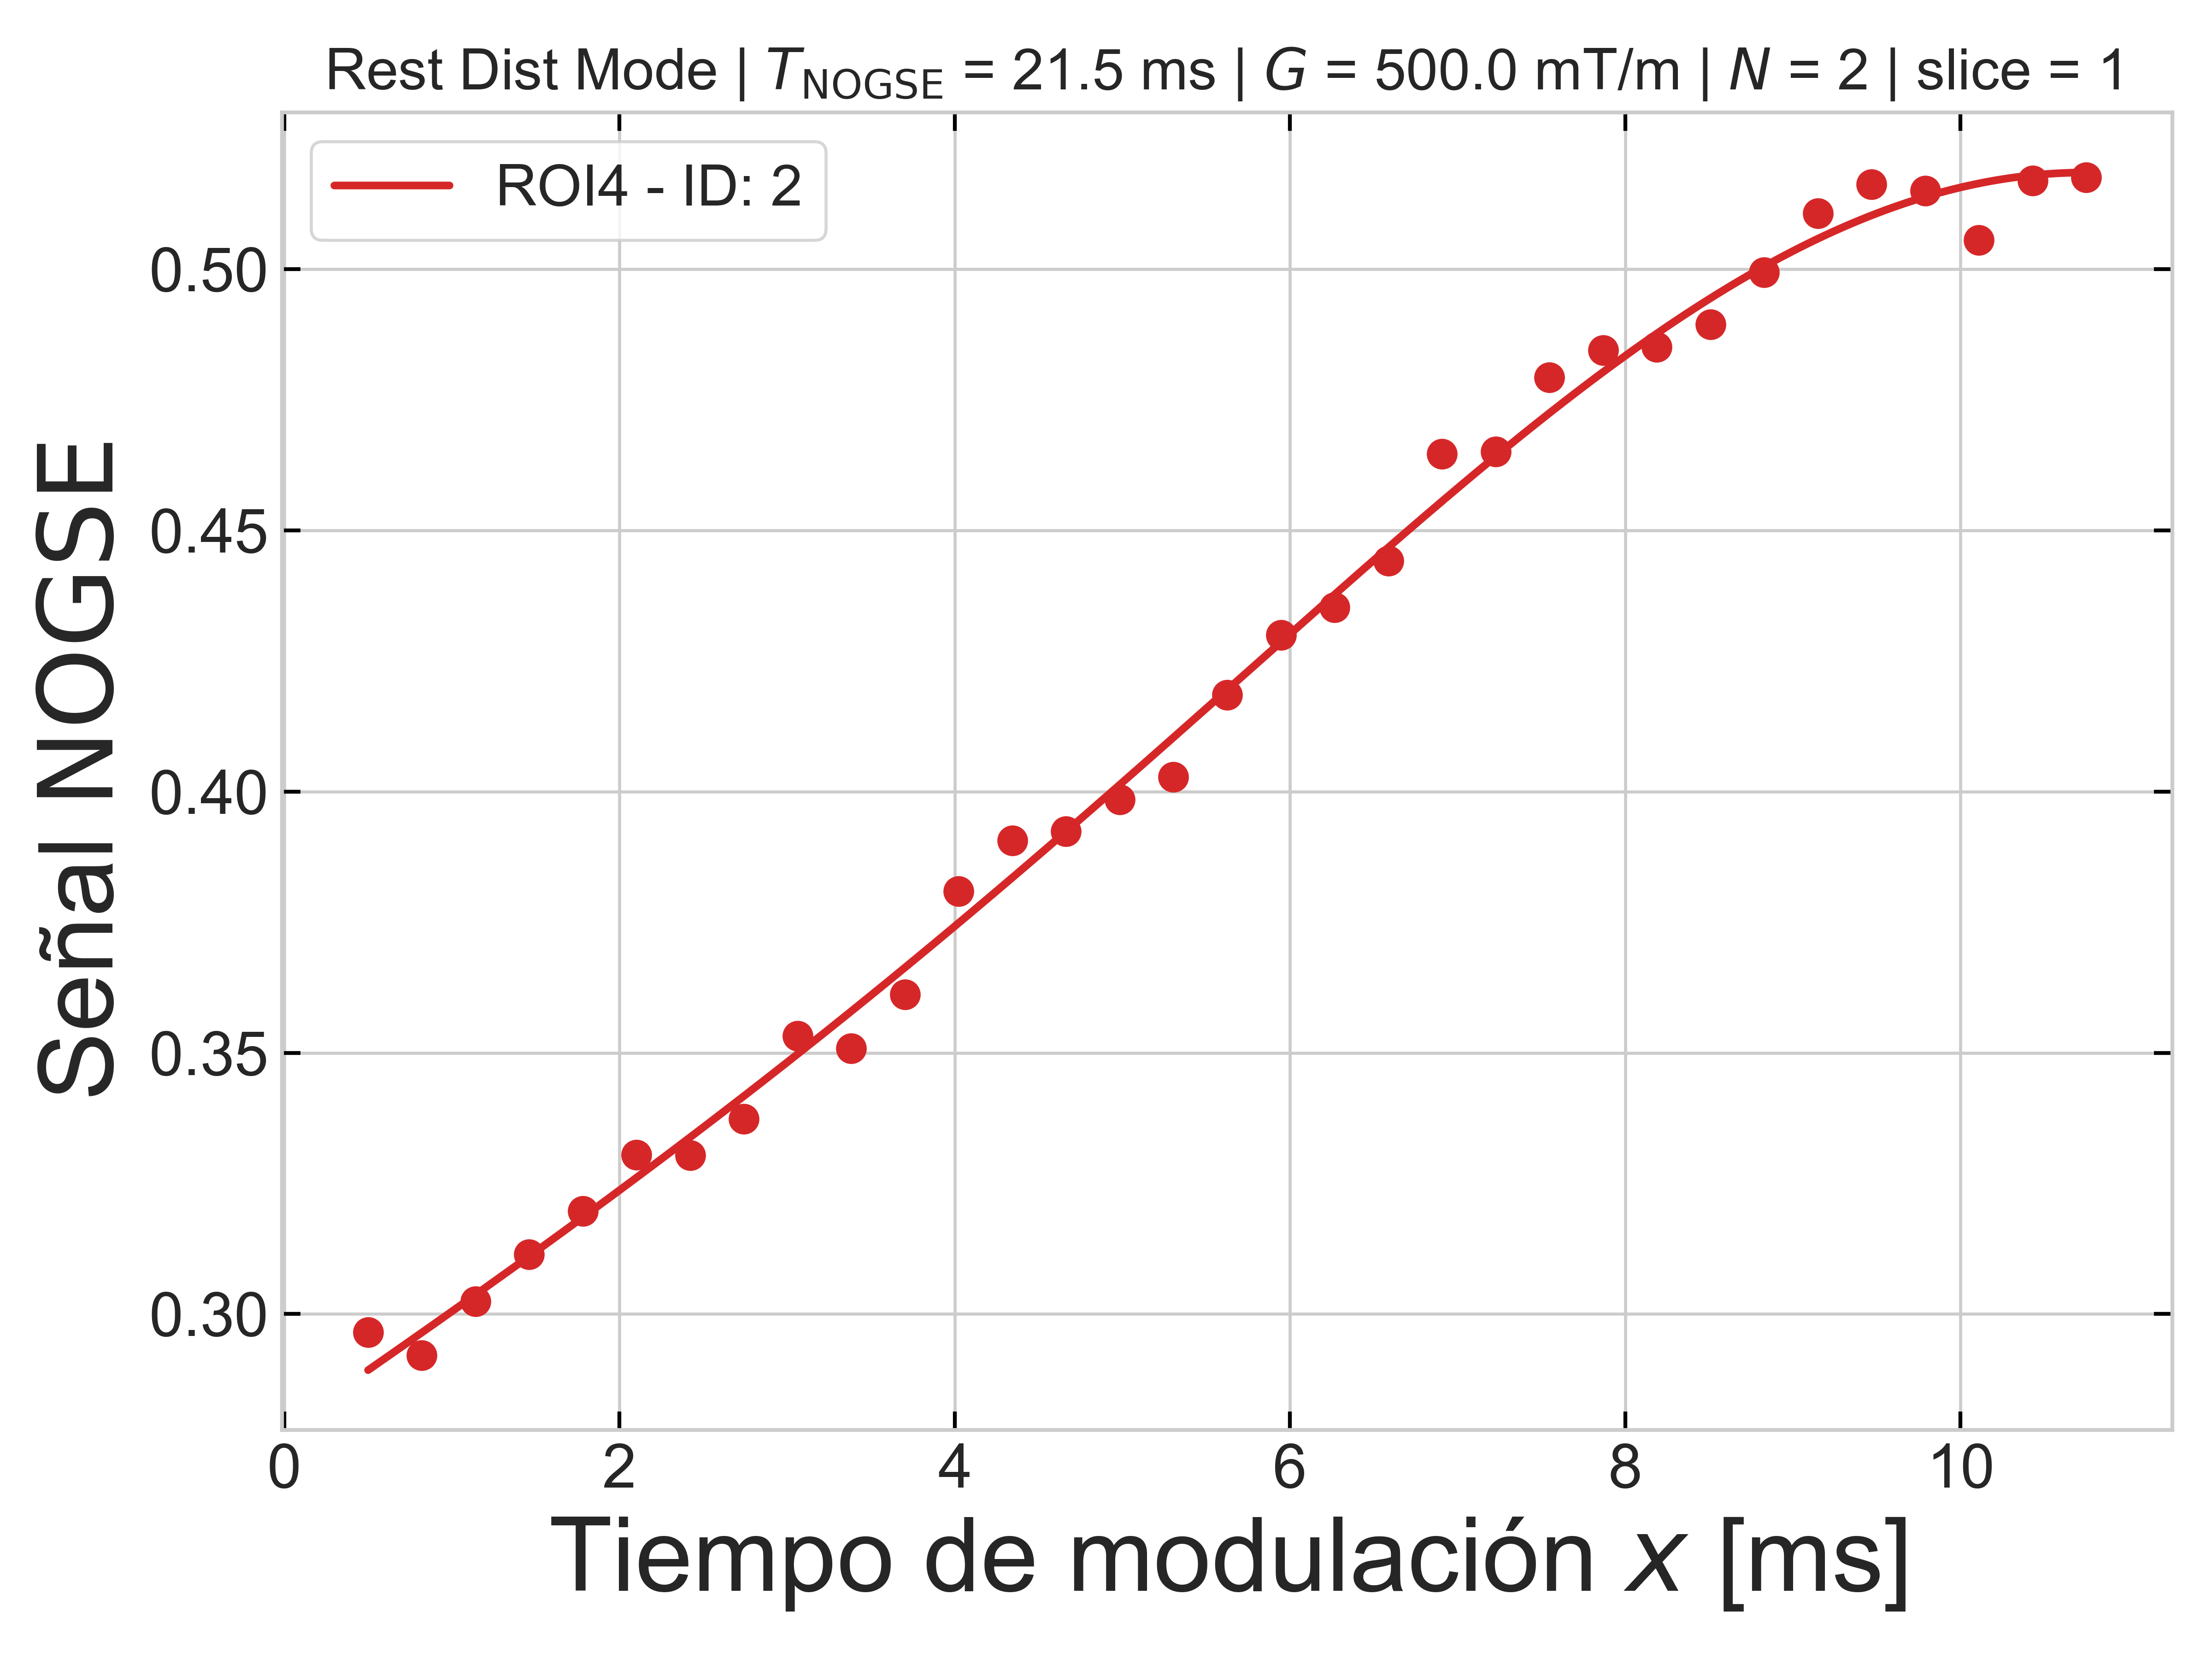 Rest Dist Mode | T_NOGSE = 21.5 ms | G = 500.0 mT/m | N = 2 | slice = 1
ROI4 - ID: 2
Señal NOGSE
0.50
0.45
0.40
0.35
0.30
0 2 4 6 8 10
Tiempo de modulación x [ms]